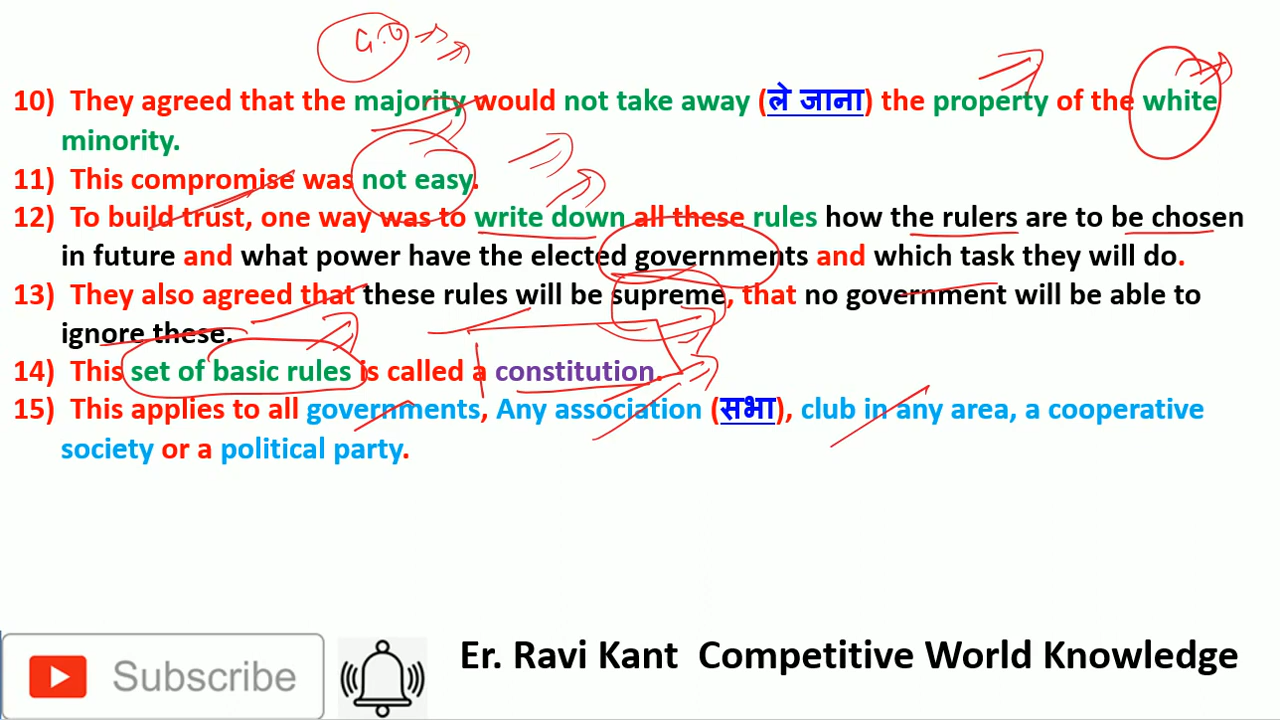 10) They agreed that the majority would not take away (ले जाना) the property of the white
minority.
11) This compromise was not easy.
12) To build trust, one way was to write down all these rules how the rulers are to be chosen
in future and what power have the elected governments and which task they will do.
13) They also agreed that these rules will be supreme, that no government will be able to
ignore these.
14) This set of basic rules is called a constitution.
15) This applies to all governments, Any association (सभा), club in any area, a cooperative
society or a political party.
Subscribe
Er. Ravi Kant Competitive World Knowledge